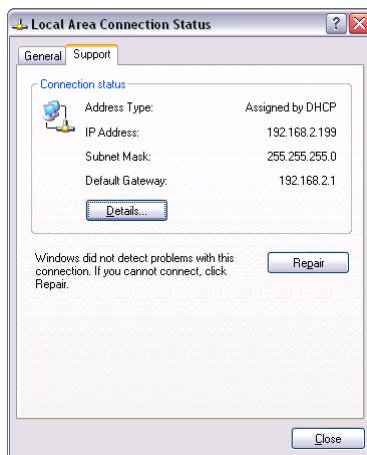 Local Area Connection Status
General Support
Connection status
Address Type: Assigned by DHCP
IP Address: 192.168.2.199
Subnet Mask: 255.255.255.0
Default Gateway: 192.168.2.1
Details...
Windows did not detect problems with this
connection. If you cannot connect, click
Repair.
Repair
Close